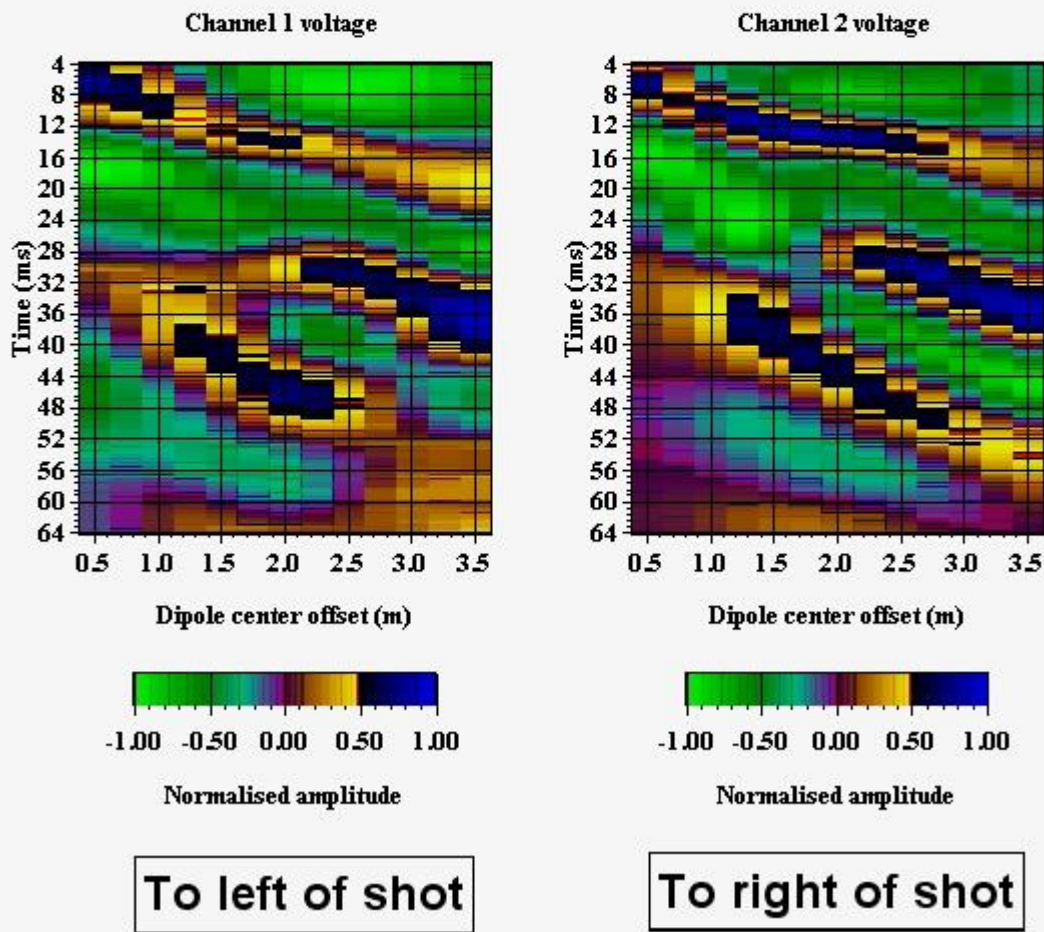 Channel 1 voltage
Channel 2 voltage
4
8
12
16
20
24
28
32
36
40
44
48
52
56
60
64
Time (ms)
4
8
12
16
20
24
28
32
36
40
44
48
52
56
60
64
Time (ms)
0.5 1.0 1.5 2.0 2.5 3.0 3.5
0.5 1.0 1.5 2.0 2.5 3.0 3.5
Dipole center offset (m)
Dipole center offset (m)
-1.00 -0.50 0.00 0.50 1.00
-1.00 -0.50 0.00 0.50 1.00
Normalised amplitude
Normalised amplitude
To left of shot
To right of shot